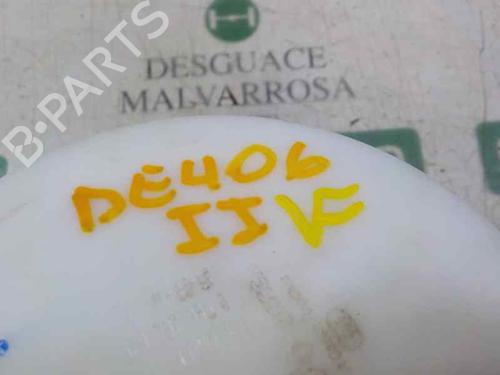 B-PARTS
DESGUACE
MALVARROSA
DE406
II